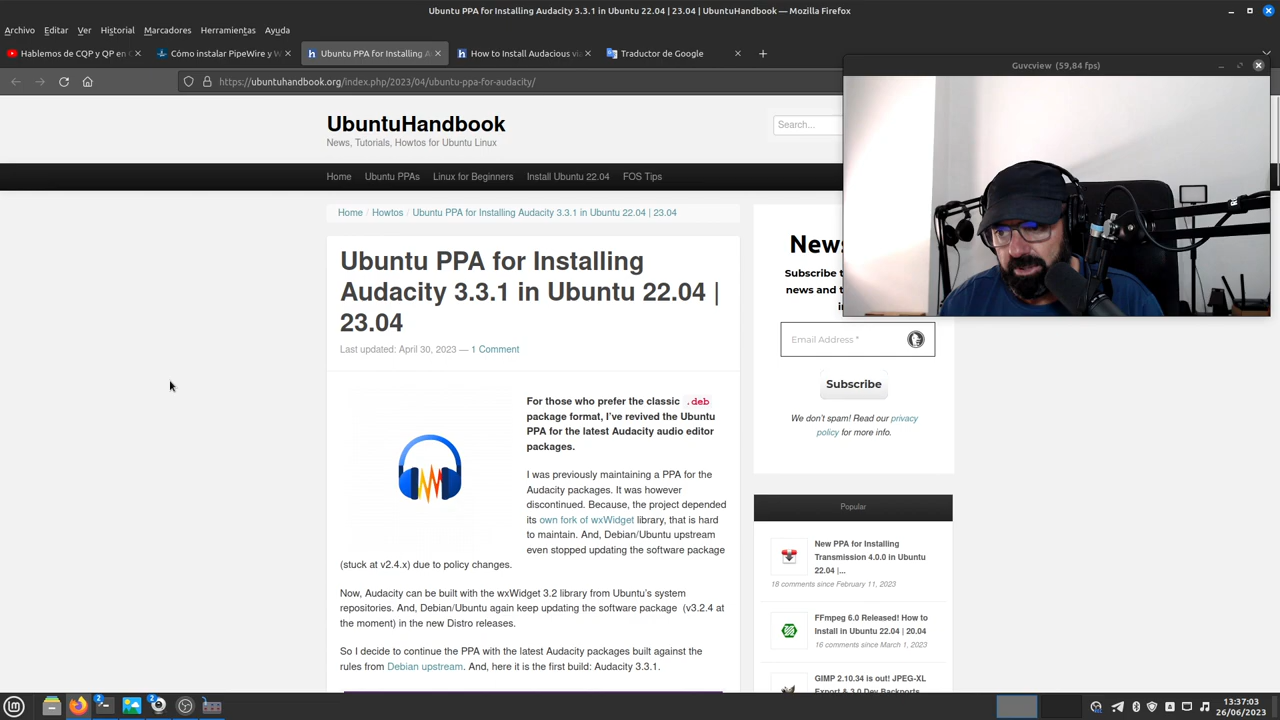 Ubuntu PPA for Installing Audacity 3.3.1 in Ubuntu 22.04 | 23.04 | UbuntuHandbook — Mozilla Firefox
Archivo Editar Ver Historial Marcadores Herramientas Ayuda
Hablemos de CQP y QP en
Cómo instalar PipeWire y W
Ubuntu PPA for Installing A
How to Install Audacious via
Traductor de Google
https://ubuntuhandbook.org/index.php/2023/04/ubuntu-ppa-for-audacity/
Guvcview (59,84 fps)
UbuntuHandbook
News, Tutorials, Howtos for Ubuntu Linux
Search...
Home Ubuntu PPAs Linux for Beginners Install Ubuntu 22.04 FOS Tips
Home / Howtos / Ubuntu PPA for Installing Audacity 3.3.1 in Ubuntu 22.04 | 23.04
Ubuntu PPA for Installing
Audacity 3.3.1 in Ubuntu 22.04 |
23.04
Last updated: April 30, 2023 — 1 Comment
For those who prefer the classic .deb
package format, I've revived the Ubuntu
PPA for the latest Audacity audio editor
packages.
I was previously maintaining a PPA for the
Audacity packages. It was however
discontinued. Because, the project depended
its own fork of wxWidget library, that is hard
to maintain. And, Debian/Ubuntu upstream
even stopped updating the software package
(stuck at v2.4.x) due to policy changes.
Now, Audacity can be built with the wxWidget 3.2 library from Ubuntu's system
repositories. And, Debian/Ubuntu again keep updating the software package (v3.2.4 at
the moment) in the new Distro releases.
So I decide to continue the PPA with the latest Audacity packages built against the
rules from Debian upstream. And, here it is the first build: Audacity 3.3.1.
News
Subscribe t
news and t
i
Email Address *
Subscribe
We don't spam! Read our privacy
policy for more info.
Popular
New PPA for Installing
Transmission 4.0.0 in Ubuntu
22.04 |...
18 comments since February 11, 2023
FFmpeg 6.0 Released! How to
Install in Ubuntu 22.04 | 20.04
16 comments since March 1, 2023
GIMP 2.10.34 is out! JPEG-XL
Export & 3.0 Dev Backports
13:37:03
26/06/2023